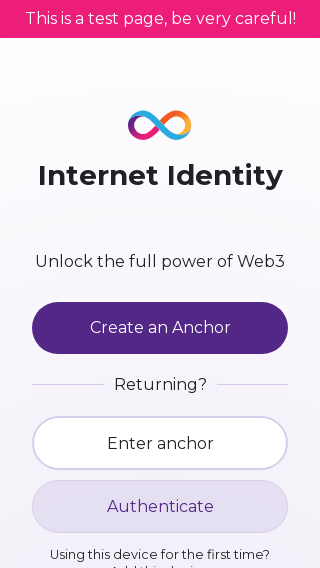 This is a test page, be very careful!
Internet Identity
Unlock the full power of Web3
Create an Anchor
Returning?
Enter anchor
Authenticate
Using this device for the first time?